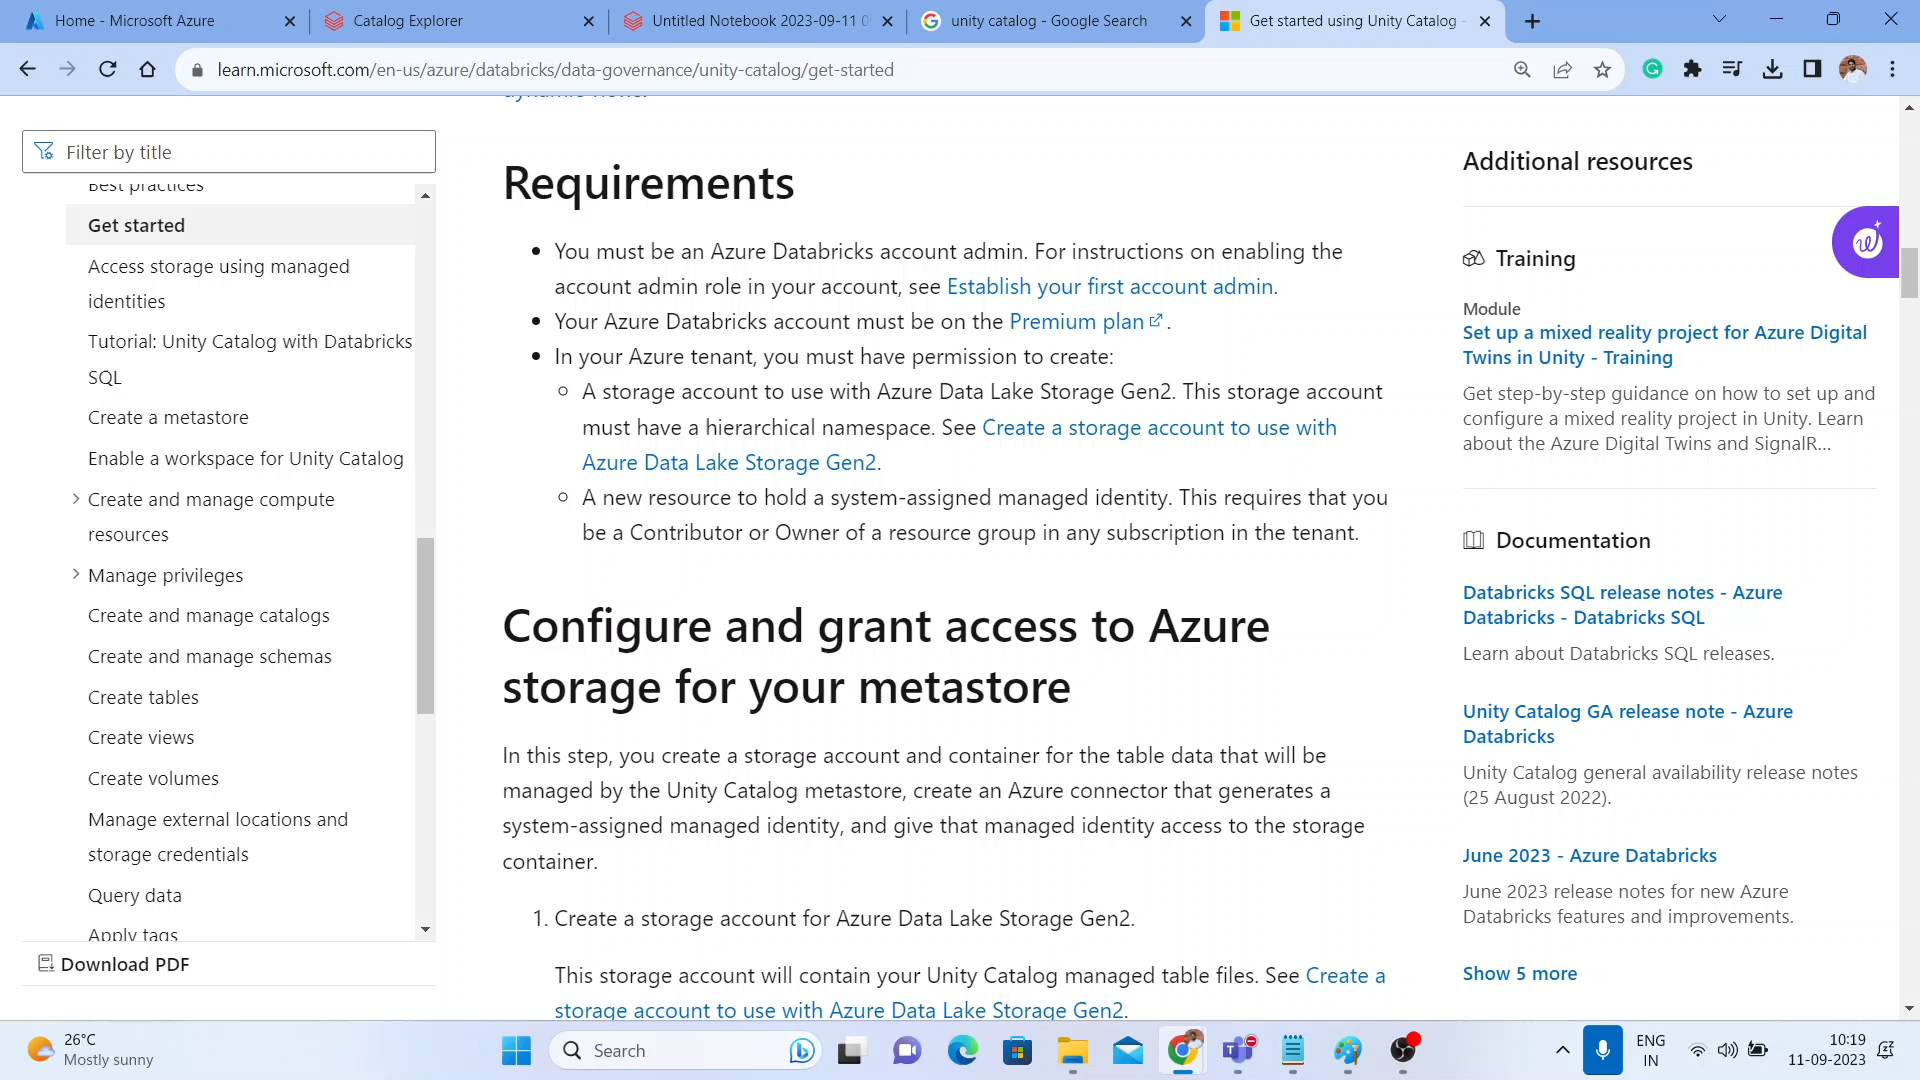 Home - Microsoft Azure
Catalog Explorer
Untitled Notebook 2023-09-11 0
unity catalog - Google Search
Get started using Unity Catalog -
learn.microsoft.com/en-us/azure/databricks/data-governance/unity-catalog/get-started
Filter by title
Best practices
Get started
Access storage using managed
identities
Tutorial: Unity Catalog with Databricks
SQL
Create a metastore
Enable a workspace for Unity Catalog
Create and manage compute
resources
Manage privileges
Create and manage catalogs
Create and manage schemas
Create tables
Create views
Create volumes
Manage external locations and
storage credentials
Query data
Apply tags
Download PDF
dynamic views.
Requirements
• You must be an Azure Databricks account admin. For instructions on enabling the
account admin role in your account, see Establish your first account admin.
• Your Azure Databricks account must be on the Premium plan.
• In your Azure tenant, you must have permission to create:
○ A storage account to use with Azure Data Lake Storage Gen2. This storage account
must have a hierarchical namespace. See Create a storage account to use with
Azure Data Lake Storage Gen2.
○ A new resource to hold a system-assigned managed identity. This requires that you
be a Contributor or Owner of a resource group in any subscription in the tenant.
Configure and grant access to Azure
storage for your metastore
In this step, you create a storage account and container for the table data that will be
managed by the Unity Catalog metastore, create an Azure connector that generates a
system-assigned managed identity, and give that managed identity access to the storage
container.
1. Create a storage account for Azure Data Lake Storage Gen2.
This storage account will contain your Unity Catalog managed table files. See Create a
storage account to use with Azure Data Lake Storage Gen2.
Additional resources
Training
Module
Set up a mixed reality project for Azure Digital
Twins in Unity - Training
Get step-by-step guidance on how to set up and
configure a mixed reality project in Unity. Learn
about the Azure Digital Twins and SignalR...
Documentation
Databricks SQL release notes - Azure
Databricks - Databricks SQL
Learn about Databricks SQL releases.
Unity Catalog GA release note - Azure
Databricks
Unity Catalog general availability release notes
(25 August 2022).
June 2023 - Azure Databricks
June 2023 release notes for new Azure
Databricks features and improvements.
Show 5 more
26°C
Mostly sunny
Search
ENG
IN
10:19
11-09-2023